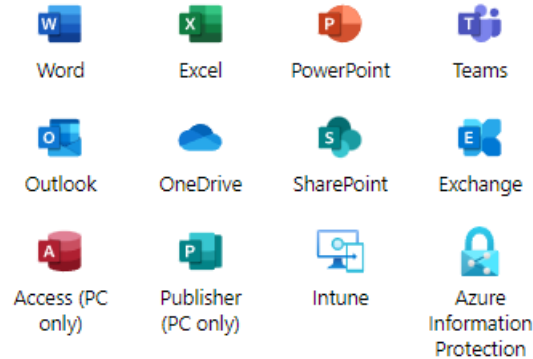 W
X
P
T
Word
Excel
PowerPoint
Teams
O
S
E
Outlook
OneDrive
SharePoint
Exchange
A
P
Access (PC
only)
Publisher
(PC only)
Intune
Azure
Information
Protection